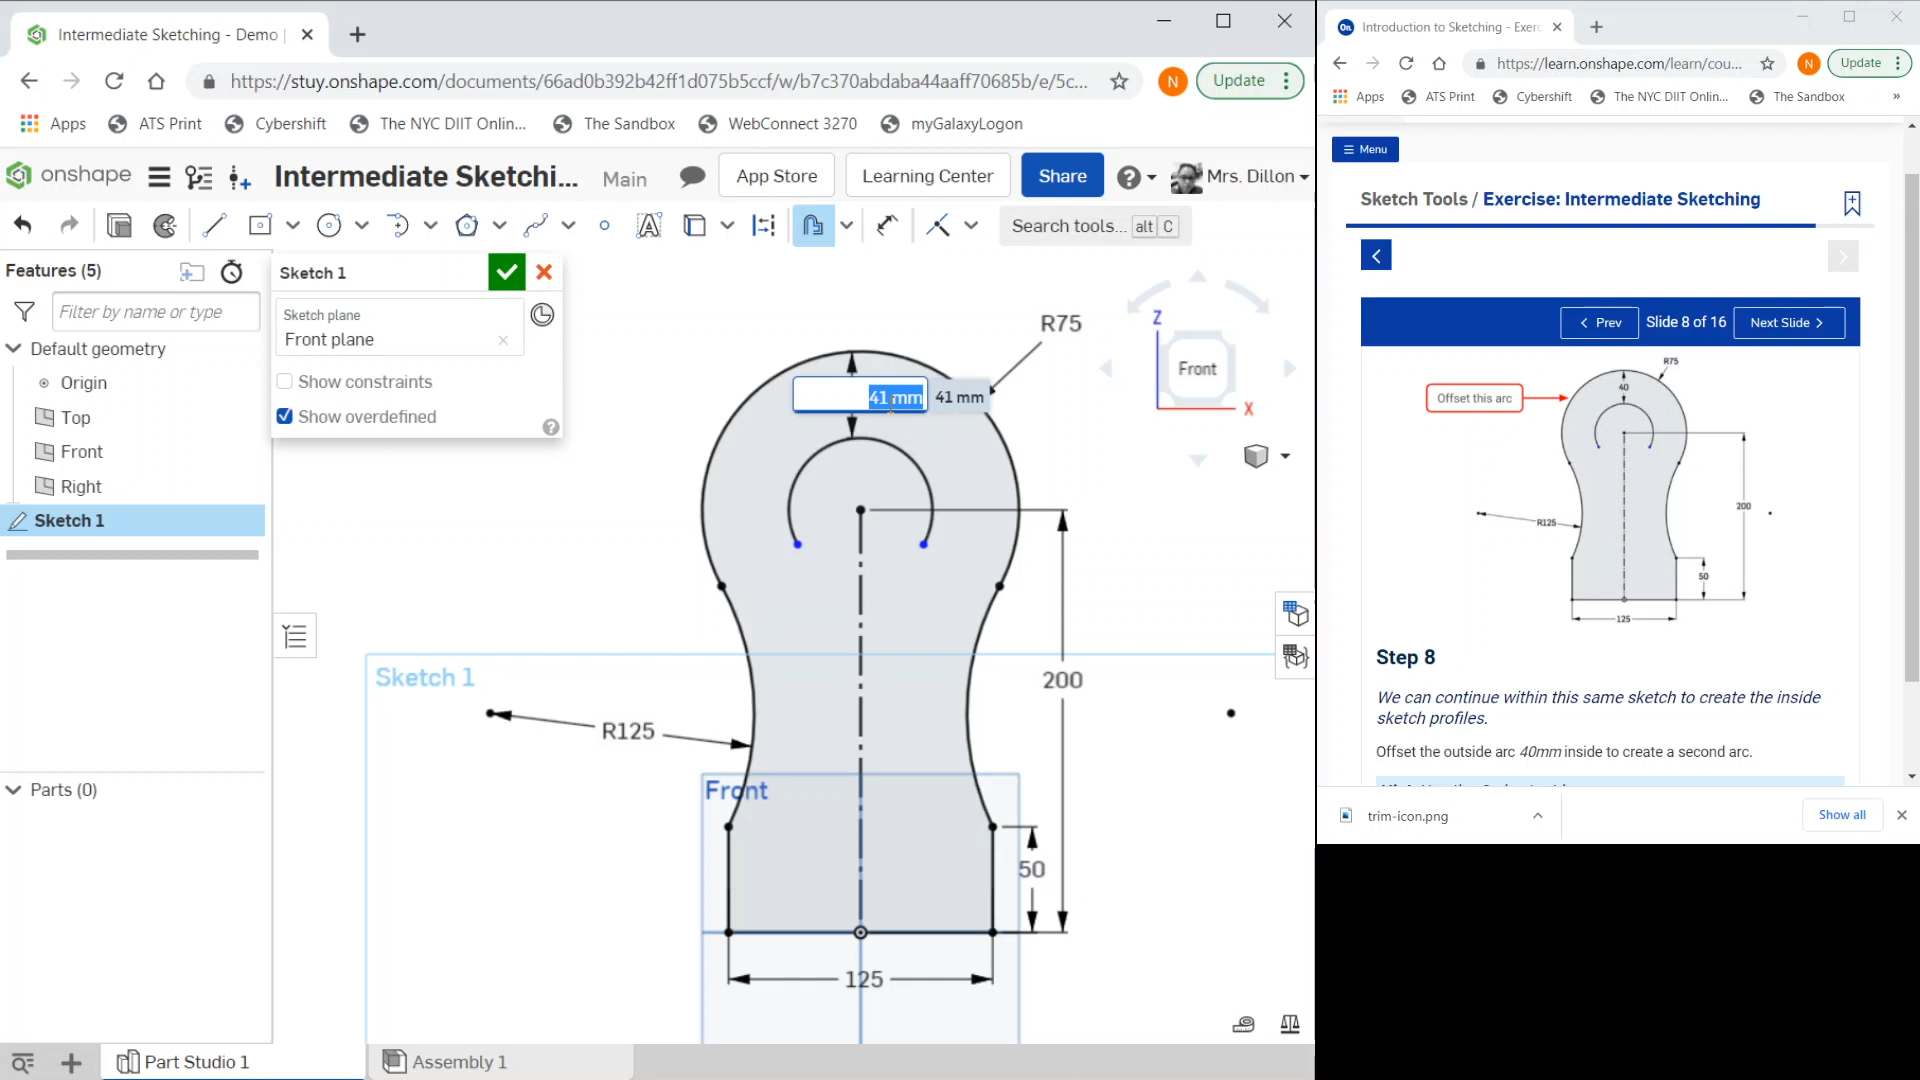 Intermediate Sketching - Demo |
https://stuy.onshape.com/documents/66ad0b392b42ff1d075b5ccf/w/b7c370abdaba44aaff70685b/e/5c...
N
Update
Apps
ATS Print
Cybershift
The NYC DIIT Onlin...
The Sandbox
WebConnect 3270
myGalaxyLogon
onshape
Intermediate Sketchi...
Main
App Store
Learning Center
Share
Mrs. Dillon
Search tools...
alt
C
Features (5)
Filter by name or type
Default geometry
Origin
Top
Front
Right
Sketch 1
Parts (0)
Sketch 1
Sketch plane
Front plane
Show constraints
Show overdefined
R75
41 mm
41 mm
Z
Front
X
Sketch 1
R125
200
Front
50
125
Part Studio 1
Assembly 1
On
Introduction to Sketching - Exerc
https://learn.onshape.com/learn/cou...
N
Update
Apps
ATS Print
Cybershift
The NYC DIIT Onlin...
The Sandbox
»
Menu
Sketch Tools / Exercise: Intermediate Sketching
Prev
Slide 8 of 16
Next Slide
R75
Offset this arc
40
R125
200
50
125
Step 8
We can continue within this same sketch to create the inside
sketch profiles.
Offset the outside arc 40mm inside to create a second arc.
trim-icon.png
Show all